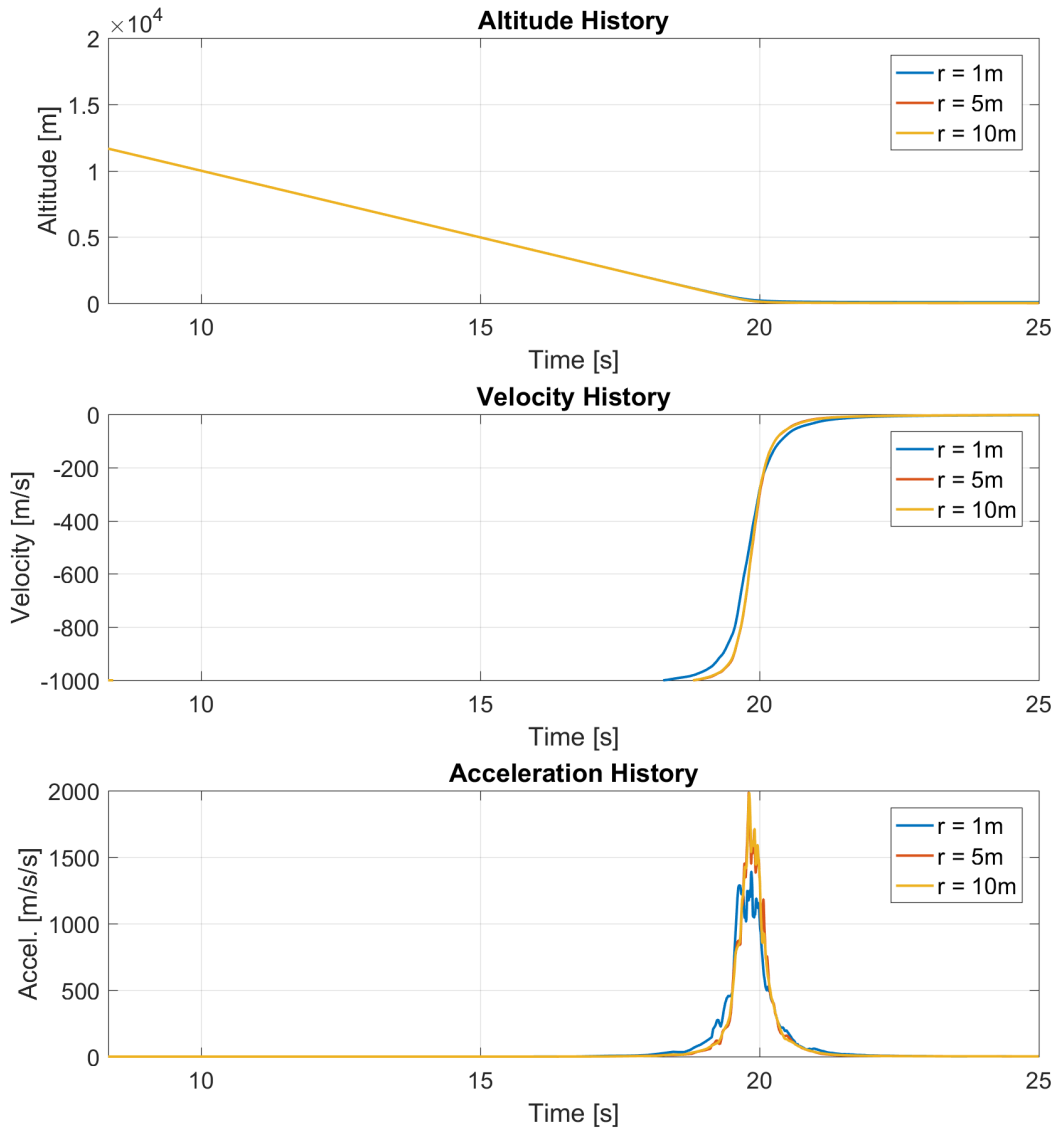 Altitude History
×10⁴
2
1.5
1
0.5
0
Altitude [m]
r = 1m
r = 5m
r = 10m
10 15 20 25
Time [s]
Velocity History
0
-200
-400
-600
-800
-1000
Velocity [m/s]
r = 1m
r = 5m
r = 10m
10 15 20 25
Time [s]
Acceleration History
2000
1500
1000
500
0
Accel. [m/s/s]
r = 1m
r = 5m
r = 10m
10 15 20 25
Time [s]